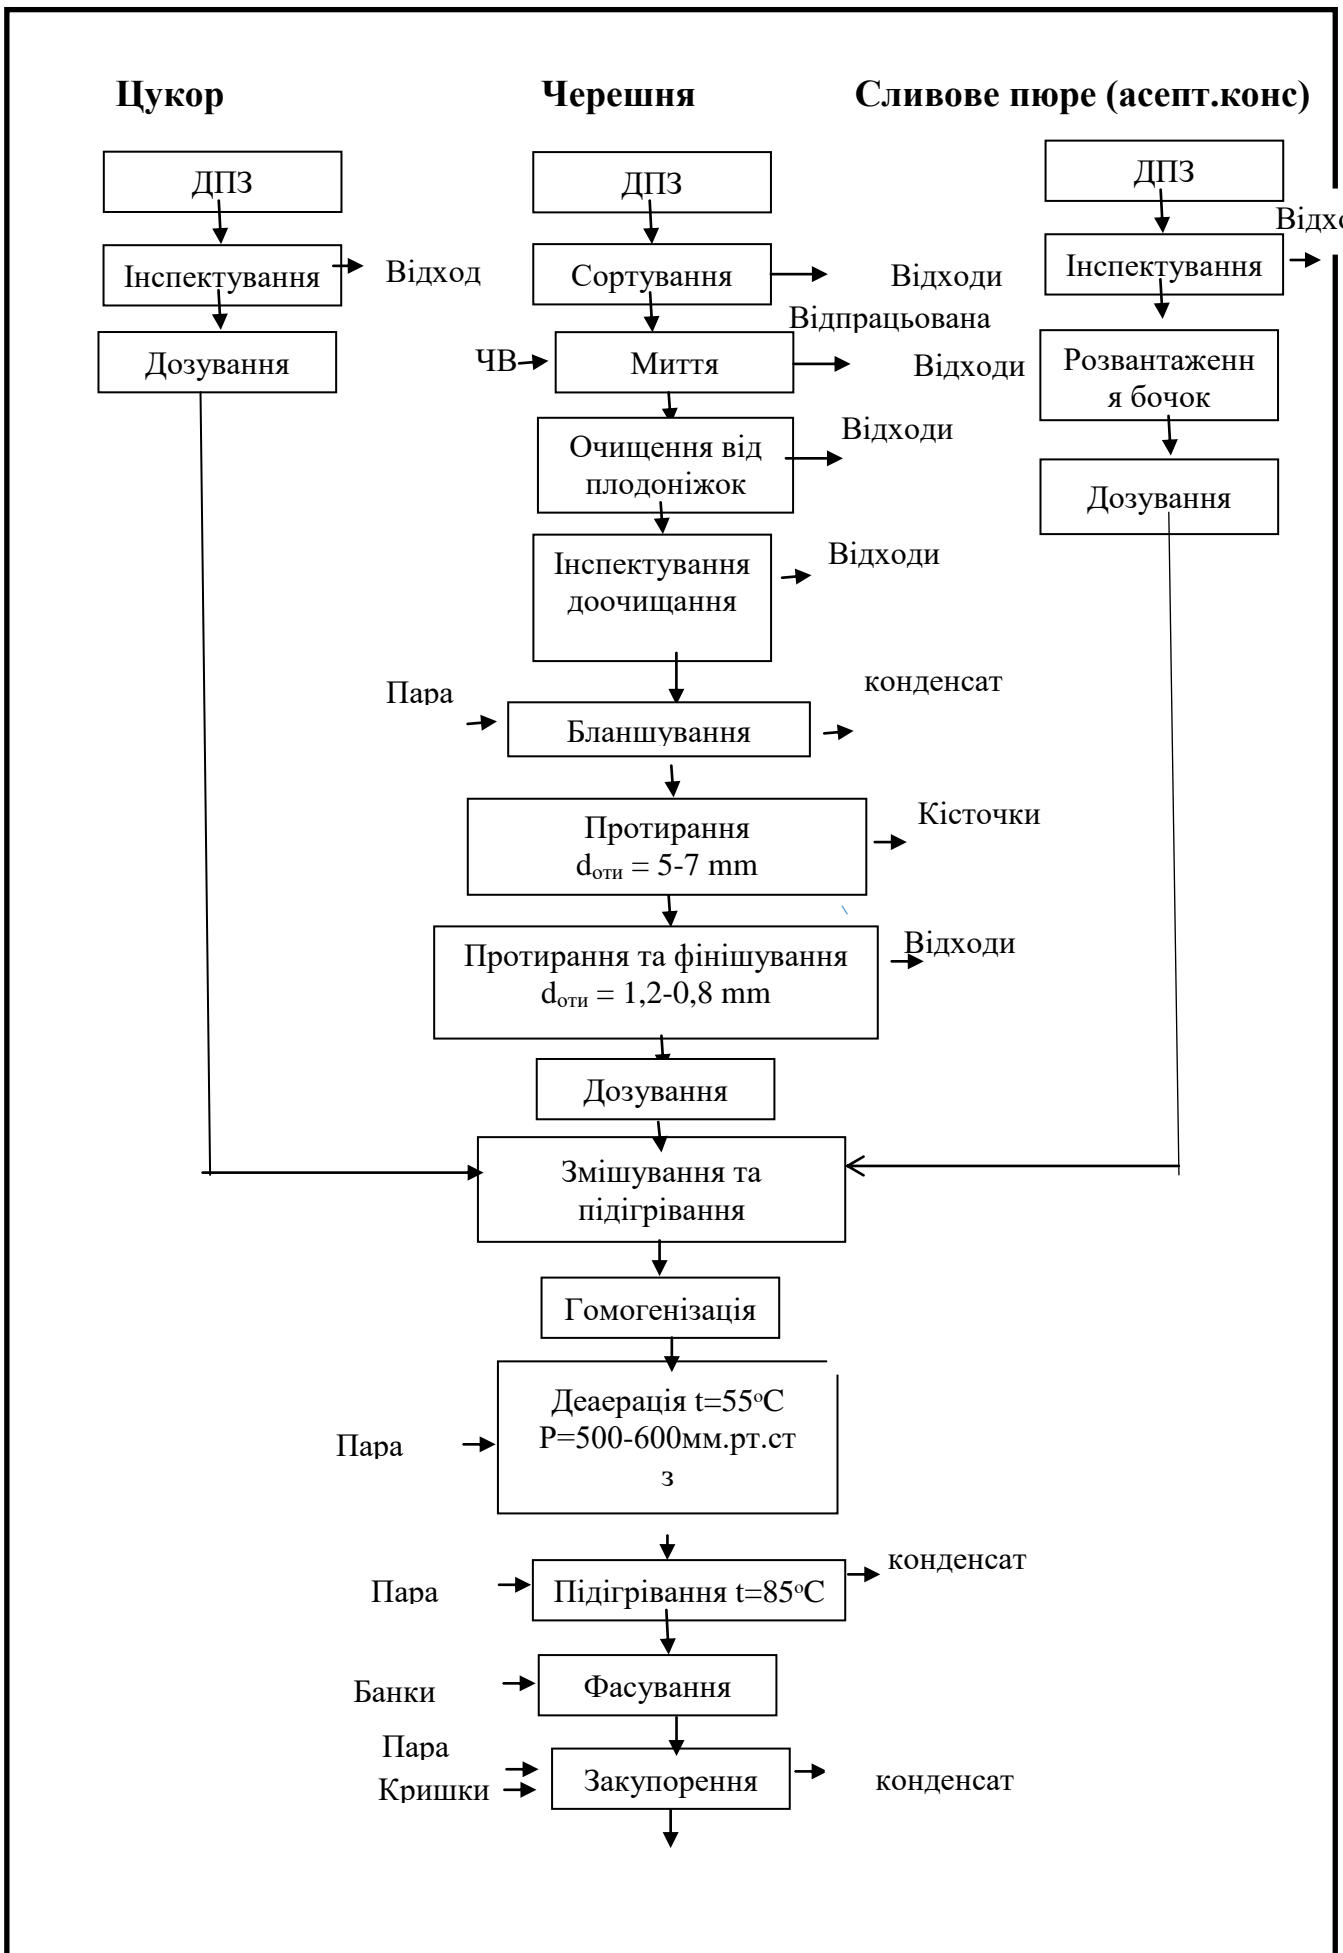 Цукор
Черешня
Сливове пюре (асепт.конс)
ДПЗ
ДПЗ
ДПЗ
Інспектування
Відход
Сортування
Відходи
Інспектування
Дозування
ЧВ
Миття
Відпрацьована
Відходи
Розвантаженн
я бочок
Очищення від
плодоніжок
Відходи
Дозування
Інспектування
доочищання
Відходи
Пара
Бланшування
конденсат
Протирання
dоти = 5-7 mm
Кісточки
Протирання та фінішування
dоти = 1,2-0,8 mm
Відходи
Дозування
Змішування та
підігрівання
Гомогенізація
Пара
Деаерація t=55°С
Р=500-600мм.рт.ст
з
Пара
Підігрівання t=85°С
конденсат
Банки
Фасування
Пара
Кришки
Закупорення
конденсат